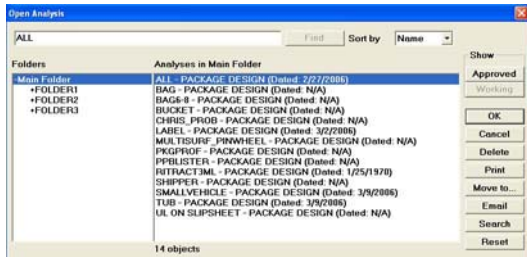 Open Analysis
ALL
Find
Sort by
Name
Folders
-Main Folder
+FOLDER1
+FOLDER2
+FOLDER3
Analyses in Main Folder
ALL - PACKAGE DESIGN (Dated: 2/27/2006)
BAG - PACKAGE DESIGN (Dated: N/A)
BAG6-8 - PACKAGE DESIGN (Dated: N/A)
BUCKET - PACKAGE DESIGN (Dated: N/A)
CHRIS_PROB - PACKAGE DESIGN (Dated: N/A)
LABEL - PACKAGE DESIGN (Dated: 3/2/2006)
MULTISURF_PINWHEEL - PACKAGE DESIGN (Dated: N/A)
PKGPROF - PACKAGE DESIGN (Dated: N/A)
PPBLISTER - PACKAGE DESIGN (Dated: N/A)
RITRACT3ML - PACKAGE DESIGN (Dated: 1/25/1970)
SHIPPER - PACKAGE DESIGN (Dated: N/A)
SMALLVEHICLE - PACKAGE DESIGN (Dated: 3/9/2006)
TUB - PACKAGE DESIGN (Dated: 3/9/2006)
UL ON SLIPSHEET - PACKAGE DESIGN (Dated: N/A)
14 objects
Show
Approved
Working
OK
Cancel
Delete
Print
Move to...
Email
Search
Reset